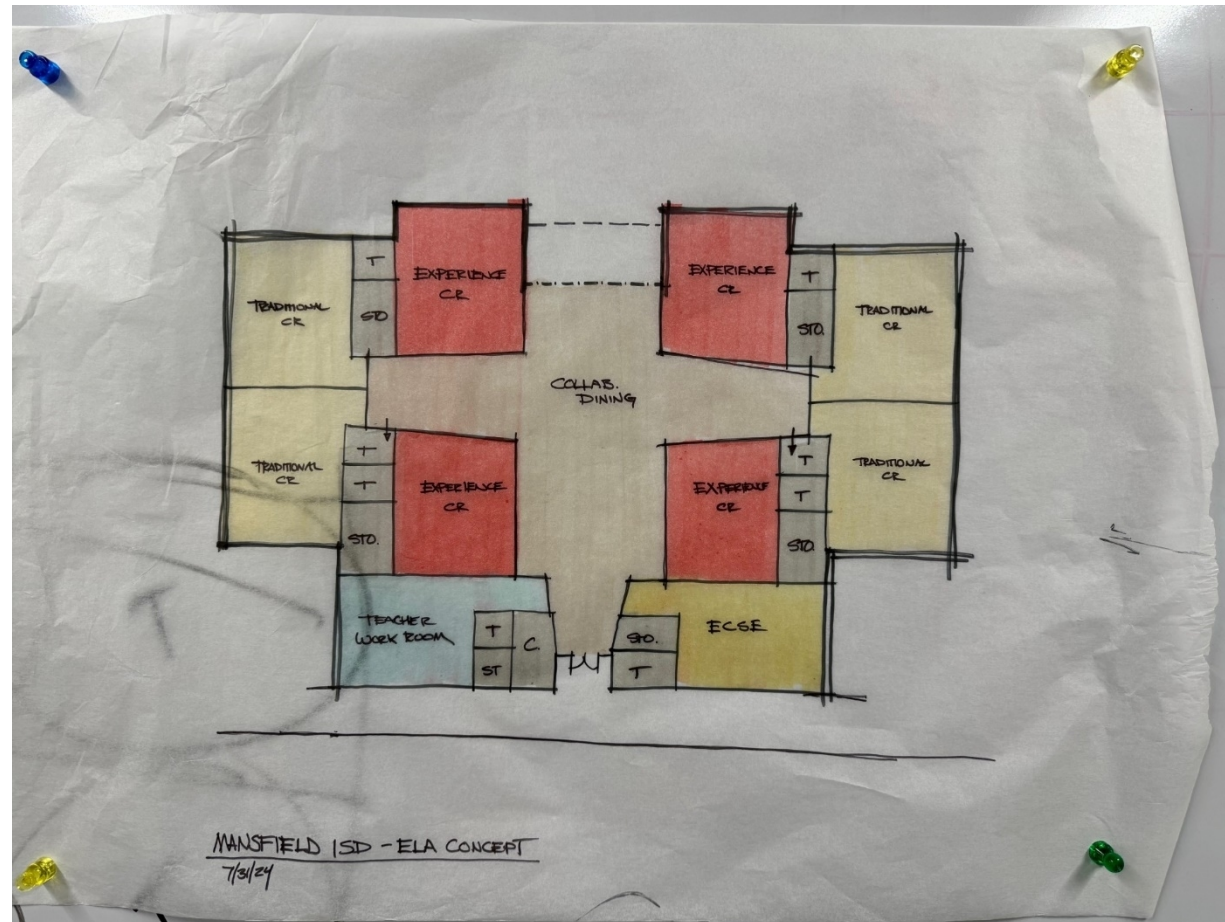 EXPERIENCE
CR
EXPERIENCE
CR
T
T
TRADITIONAL
CR
STO
STO.
TRADITIONAL
CR
COLLAB.
DINING
T
T
TRADITIONAL
CR
T
EXPERIENCE
CR
EXPERIENCE
CR
T
TRADITIONAL
CR
STO.
STO.
TEACHER
WORK ROOM
T
C.
ST
STO.
T
ECSE
MANSFIELD ISD - ELA CONCEPT
7/31/24